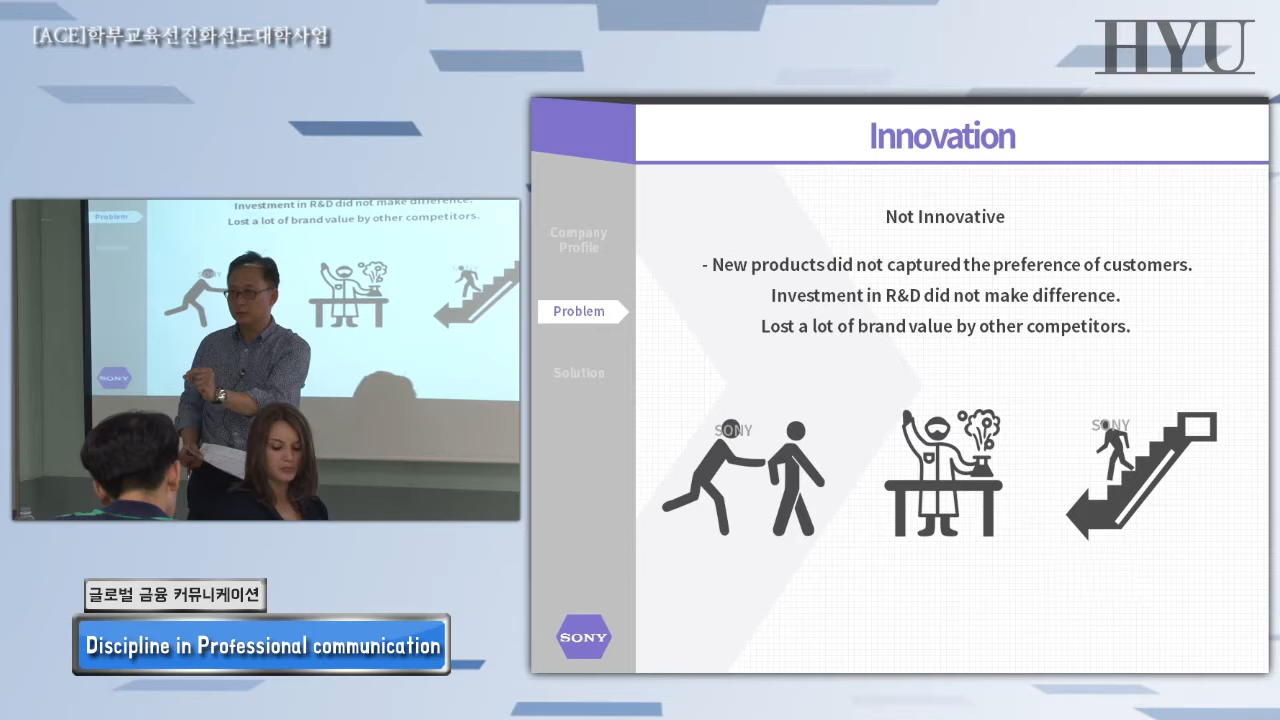 [ACE]학부교육선진화선도대학사업
HYU
Innovation
Company
Profile
Problem
Solution
Not Innovative
- New products did not captured the preference of customers.
Investment in R&D did not make difference.
Lost a lot of brand value by other competitors.
SONY
SONY
SONY
Problem
Investment in R&D did not make difference.
Lost a lot of brand value by other competitors.
SONY
SONY
SONY
글로벌 금융 커뮤니케이션
Discipline in Professional communication